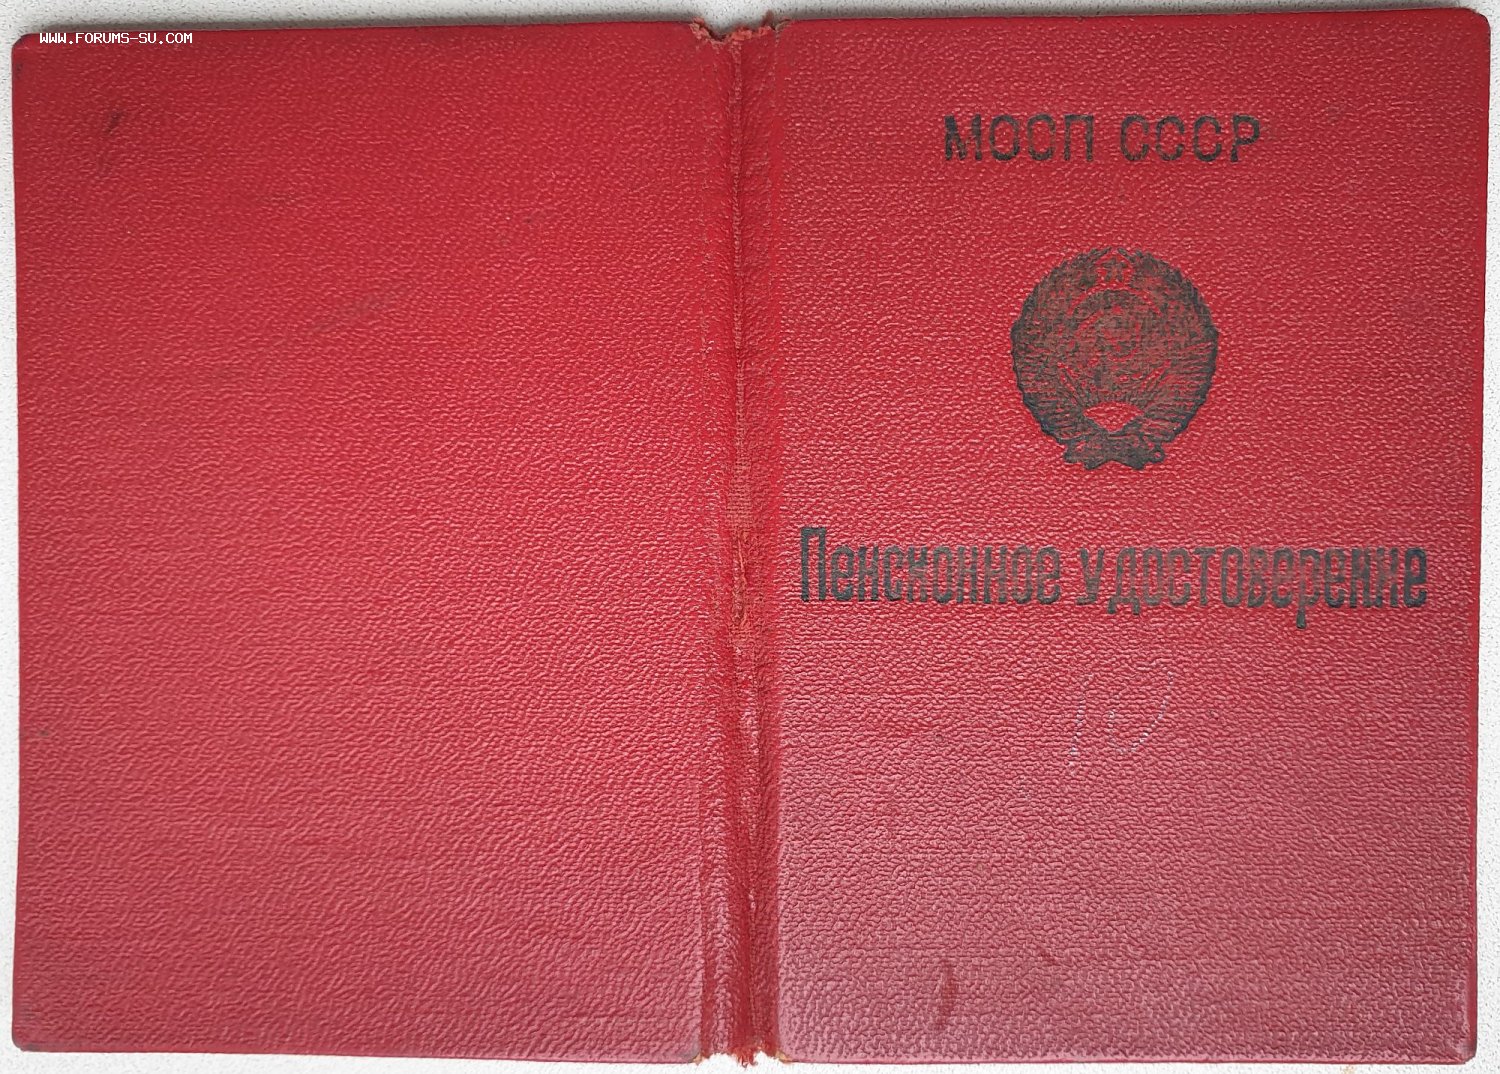 WWW.FORUMS-SU.COM
МОСП СССР
Пенсионное удостоверение